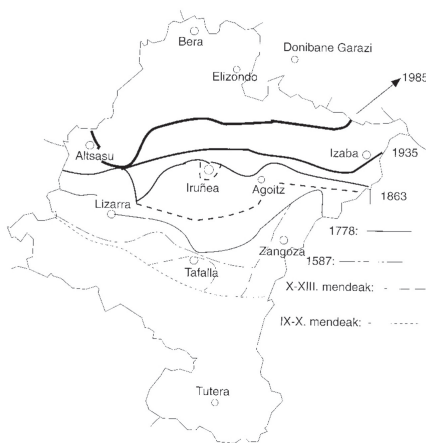 Bera
Donibane Garazi
Elizondo
1985
Altsasu
Izaba
1935
Iruñea
Agoitz
1863
Lizarra
1778:
Zangoza
1587:
Tafalla
X-XIII. mendeak:
IX-X. mendeak:
Tutera